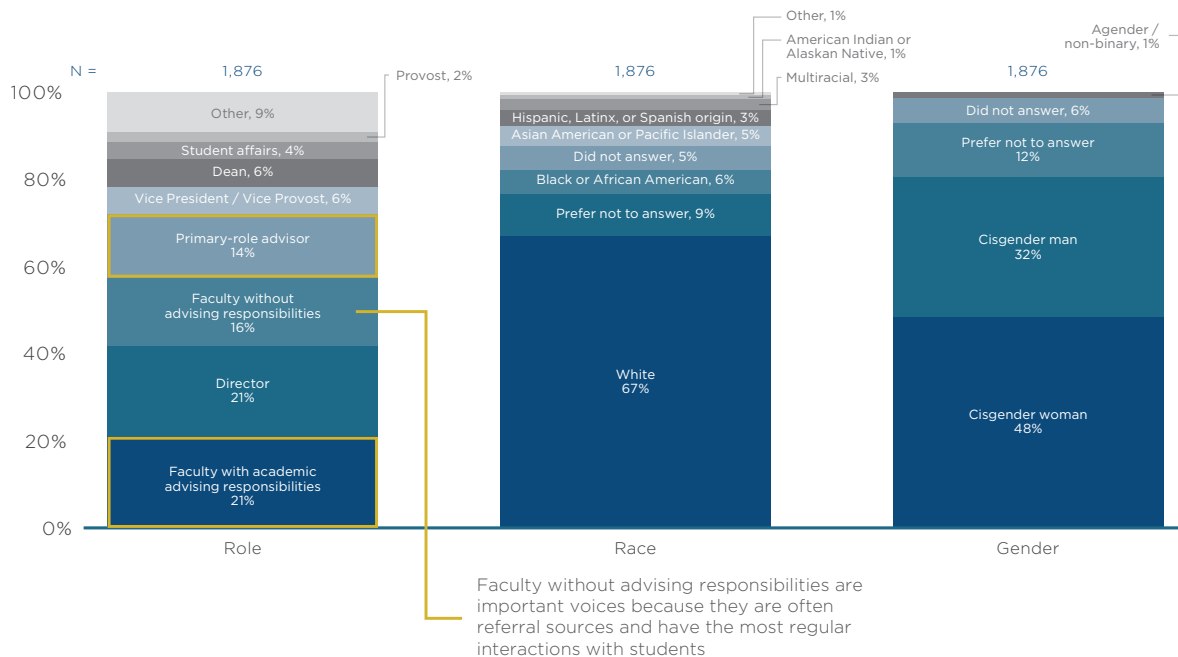 N =
1,876
1,876
1,876
Other, 1%
American Indian or
Alaskan Native, 1%
Multiracial, 3%
Agender /
non-binary, 1%
Provost, 2%
100%
80%
60%
40%
20%
0%
Other, 9%
Student affairs, 4%
Dean, 6%
Vice President / Vice Provost, 6%
Primary-role advisor
14%
Faculty without
advising responsibilities
16%
Director
21%
Faculty with academic
advising responsibilities
21%
Hispanic, Latinx, or Spanish origin, 3%
Asian American or Pacific Islander, 5%
Did not answer, 5%
Black or African American, 6%
Prefer not to answer, 9%
White
67%
Did not answer, 6%
Prefer not to answer
12%
Cisgender man
32%
Cisgender woman
48%
Role
Race
Gender
Faculty without advising responsibilities are
important voices because they are often
referral sources and have the most regular
interactions with students